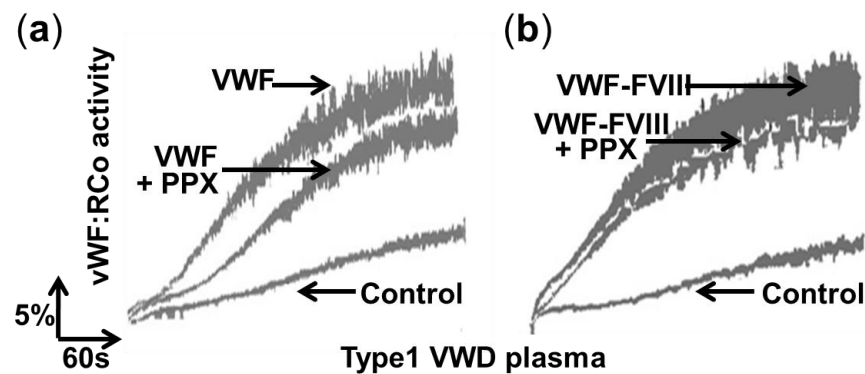 (a)
vWF:RCo activity
VWF
VWF
+ PPX
Control
5%
60s
(b)
VWF-FVIII
VWF-FVIII
+ PPX
Control
Type1 VWD plasma